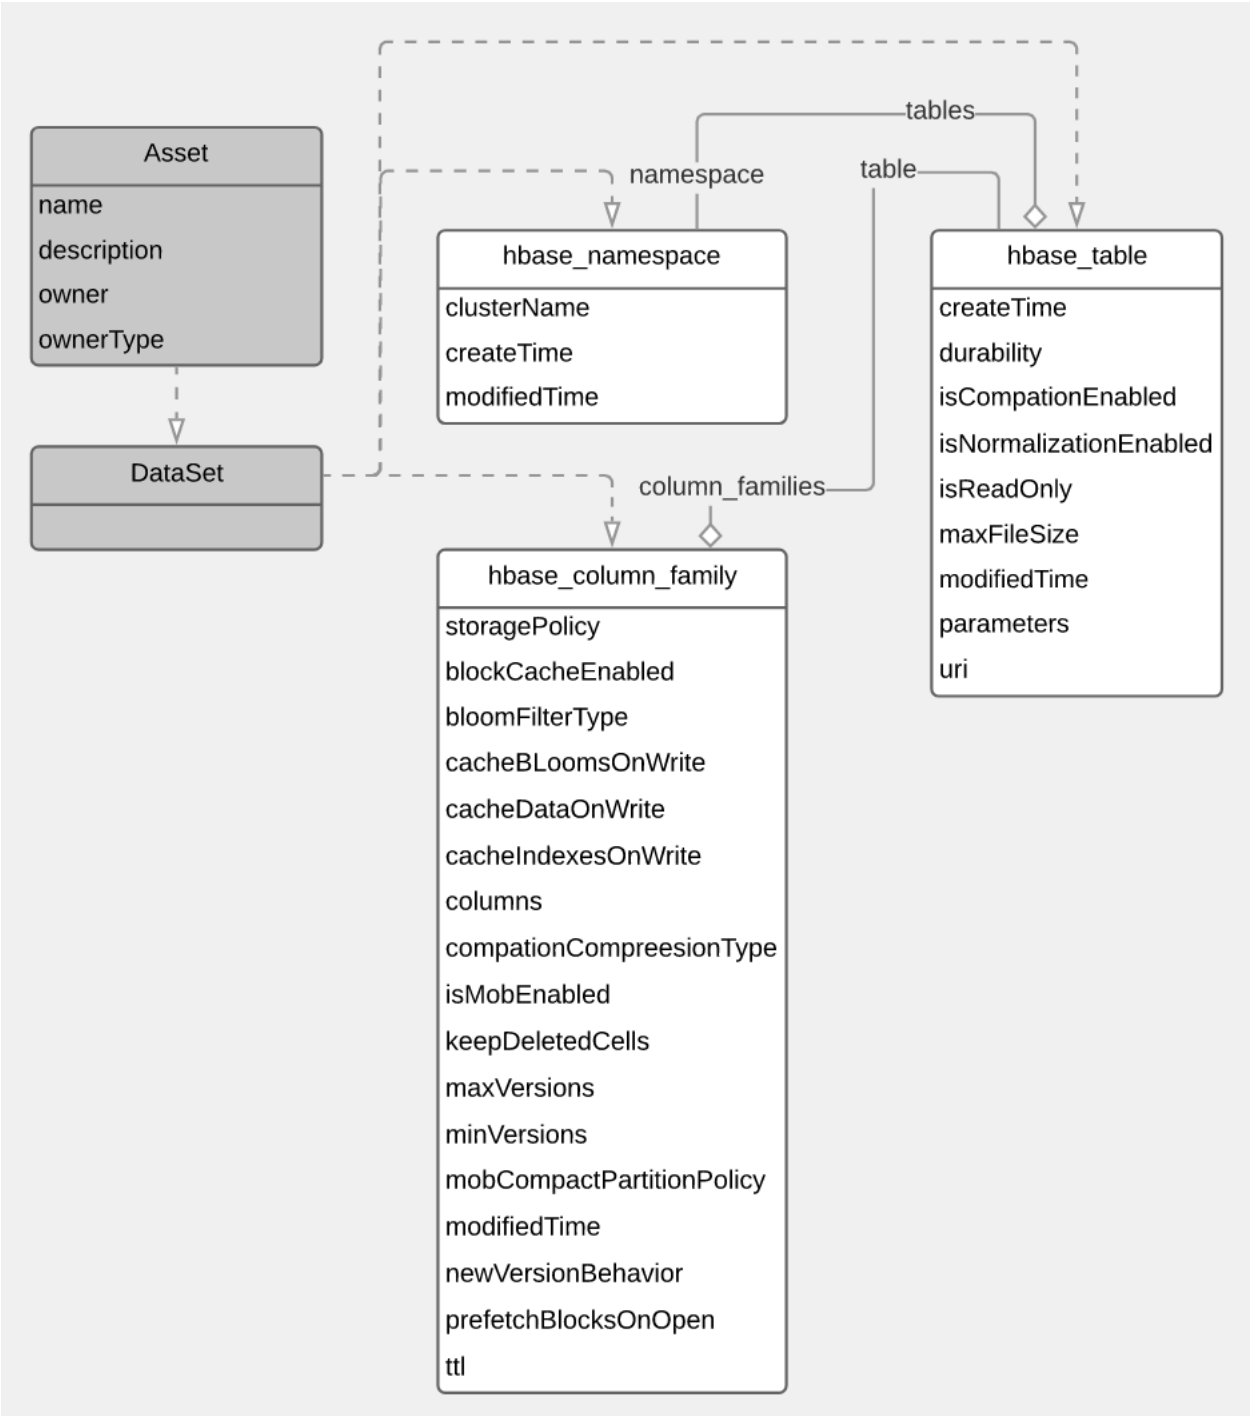 Asset
name
description
owner
ownerType
DataSet
tables
namespace
table
hbase_namespace
clusterName
createTime
modifiedTime
hbase_table
createTime
durability
isCompationEnabled
isNormalizationEnabled
isReadOnly
maxFileSize
modifiedTime
parameters
uri
column_families
hbase_column_family
storagePolicy
blockCacheEnabled
bloomFilterType
cacheBLoomsOnWrite
cacheDataOnWrite
cacheIndexesOnWrite
columns
compationCompreesionType
isMobEnabled
keepDeletedCells
maxVersions
minVersions
mobCompactPartitionPolicy
modifiedTime
newVersionBehavior
prefetchBlocksOnOpen
ttl